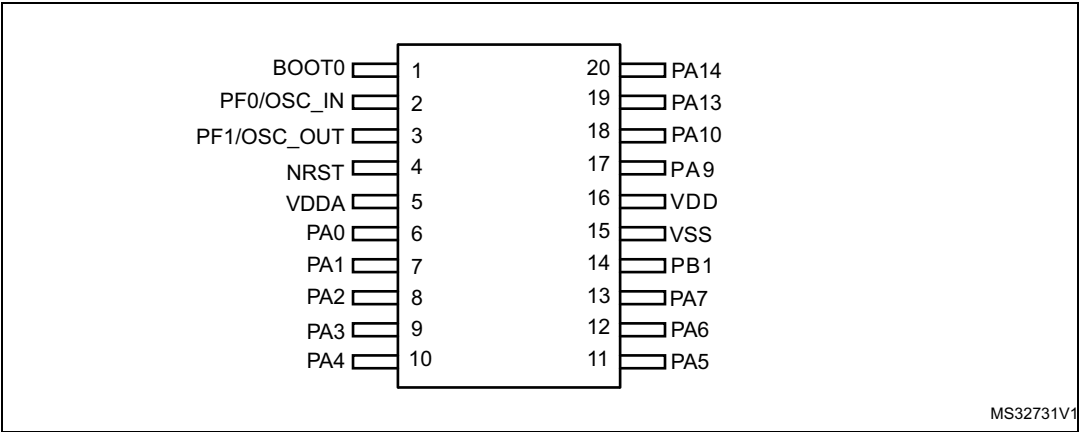 BOOT0 1 20 PA14
PF0/OSC_IN 2 19 PA13
PF1/OSC_OUT 3 18 PA10
NRST 4 17 PA9
VDDA 5 16 VDD
PA0 6 15 VSS
PA1 7 14 PB1
PA2 8 13 PA7
PA3 9 12 PA6
PA4 10 11 PA5
MS32731V1